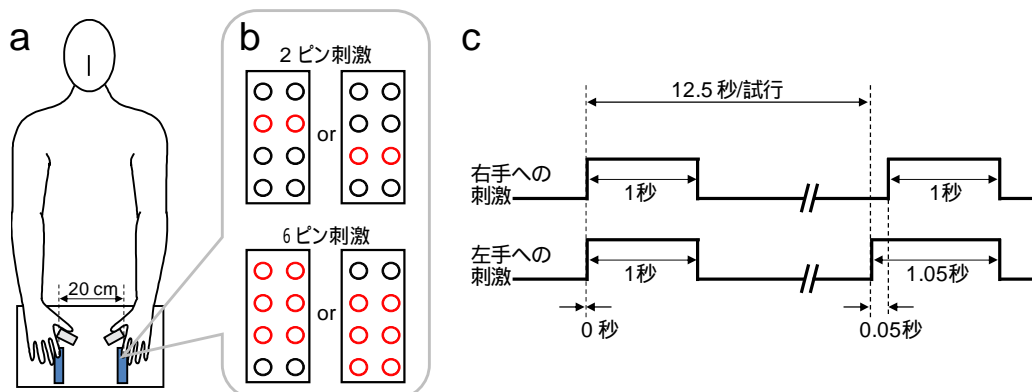 a
20 cm
b
2 ピン刺激
or
6 ピン刺激
or
c
12.5 秒/試行
右手への
刺激
1秒
1秒
左手への
刺激
1秒
1.05秒
0 秒
0.05秒